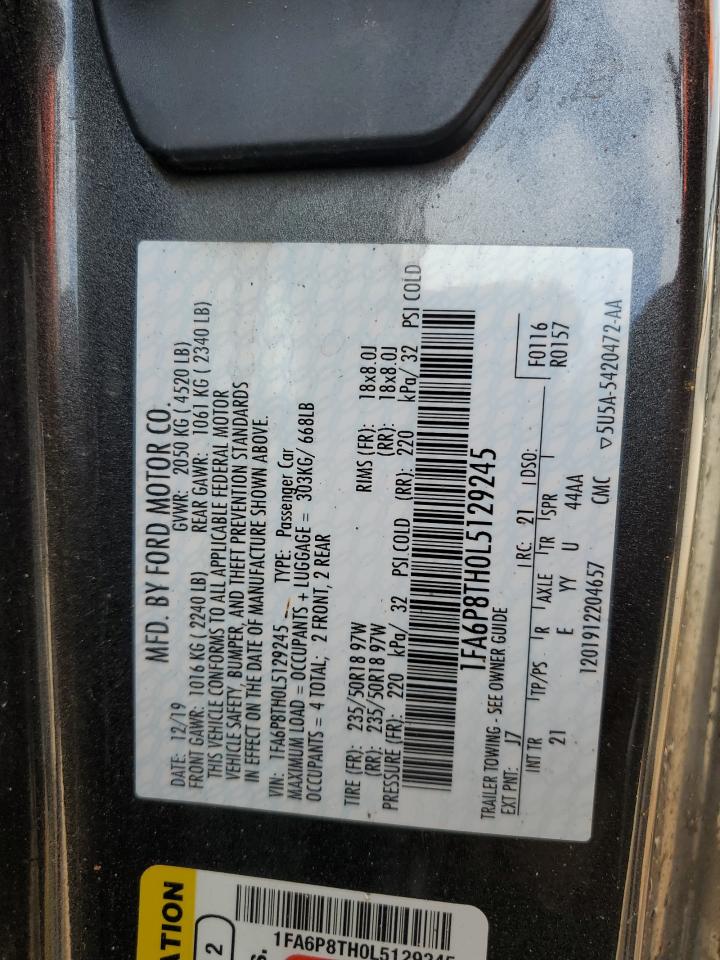 MFD. BY FORD MOTOR CO.
DATE: 12/19 GVWR: 2050 KG ( 4520 LB)
FRONT GAWR: 1016 KG ( 2240 LB) REAR GAWR: 1061 KG ( 2340 LB)
THIS VEHICLE CONFORMS TO ALL APPLICABLE FEDERAL MOTOR
VEHICLE SAFETY, BUMPER, AND THEFT PREVENTION STANDARDS
IN EFFECT ON THE DATE OF MANUFACTURE SHOWN ABOVE.
VIN: 1FA6P8TH0L5129245 TYPE: Passenger Car
MAXIMUM LOAD = OCCUPANTS + LUGGAGE = 303KG/ 668LB
OCCUPANTS = 4 TOTAL; 2 FRONT, 2 REAR
TIRE (FR): 235/50R18 97W RIMS (FR): 18x8.0J
(RR): 235/50R18 97W (RR): 18x8.0J
PRESSURE (FR): 220 kPa/ 32 PSI COLD (RR): 220 kPa/ 32 PSI COLD
1FA6P8TH0L5129245
TRAILER TOWING - SEE OWNER GUIDE
EXT PNT: J7 RC: 21 DSO: F0116
R0157
INT TR TP/PS R AXLE TR SPR
21 E YY U 44AA
1201912204657 CMC ▽5U5A-5420472-AA
ATION
2
S.
1FA6P8TH0L5129245